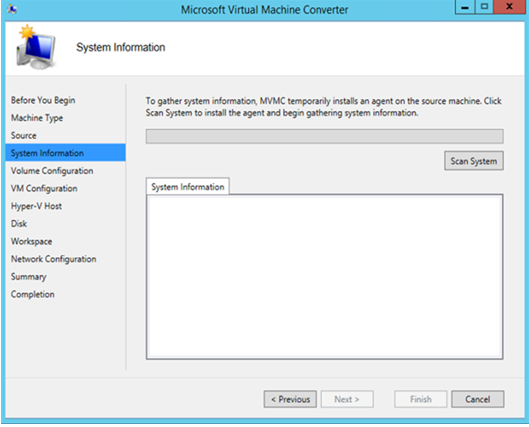 Microsoft Virtual Machine Converter
System Information
Before You Begin
Machine Type
Source
System Information
Volume Configuration
VM Configuration
Hyper-V Host
Disk
Workspace
Network Configuration
Summary
Completion
To gather system information, MVMC temporarily installs an agent on the source machine. Click
Scan System to install the agent and begin gathering system information.
Scan System
System Information
< Previous
Next >
Finish
Cancel